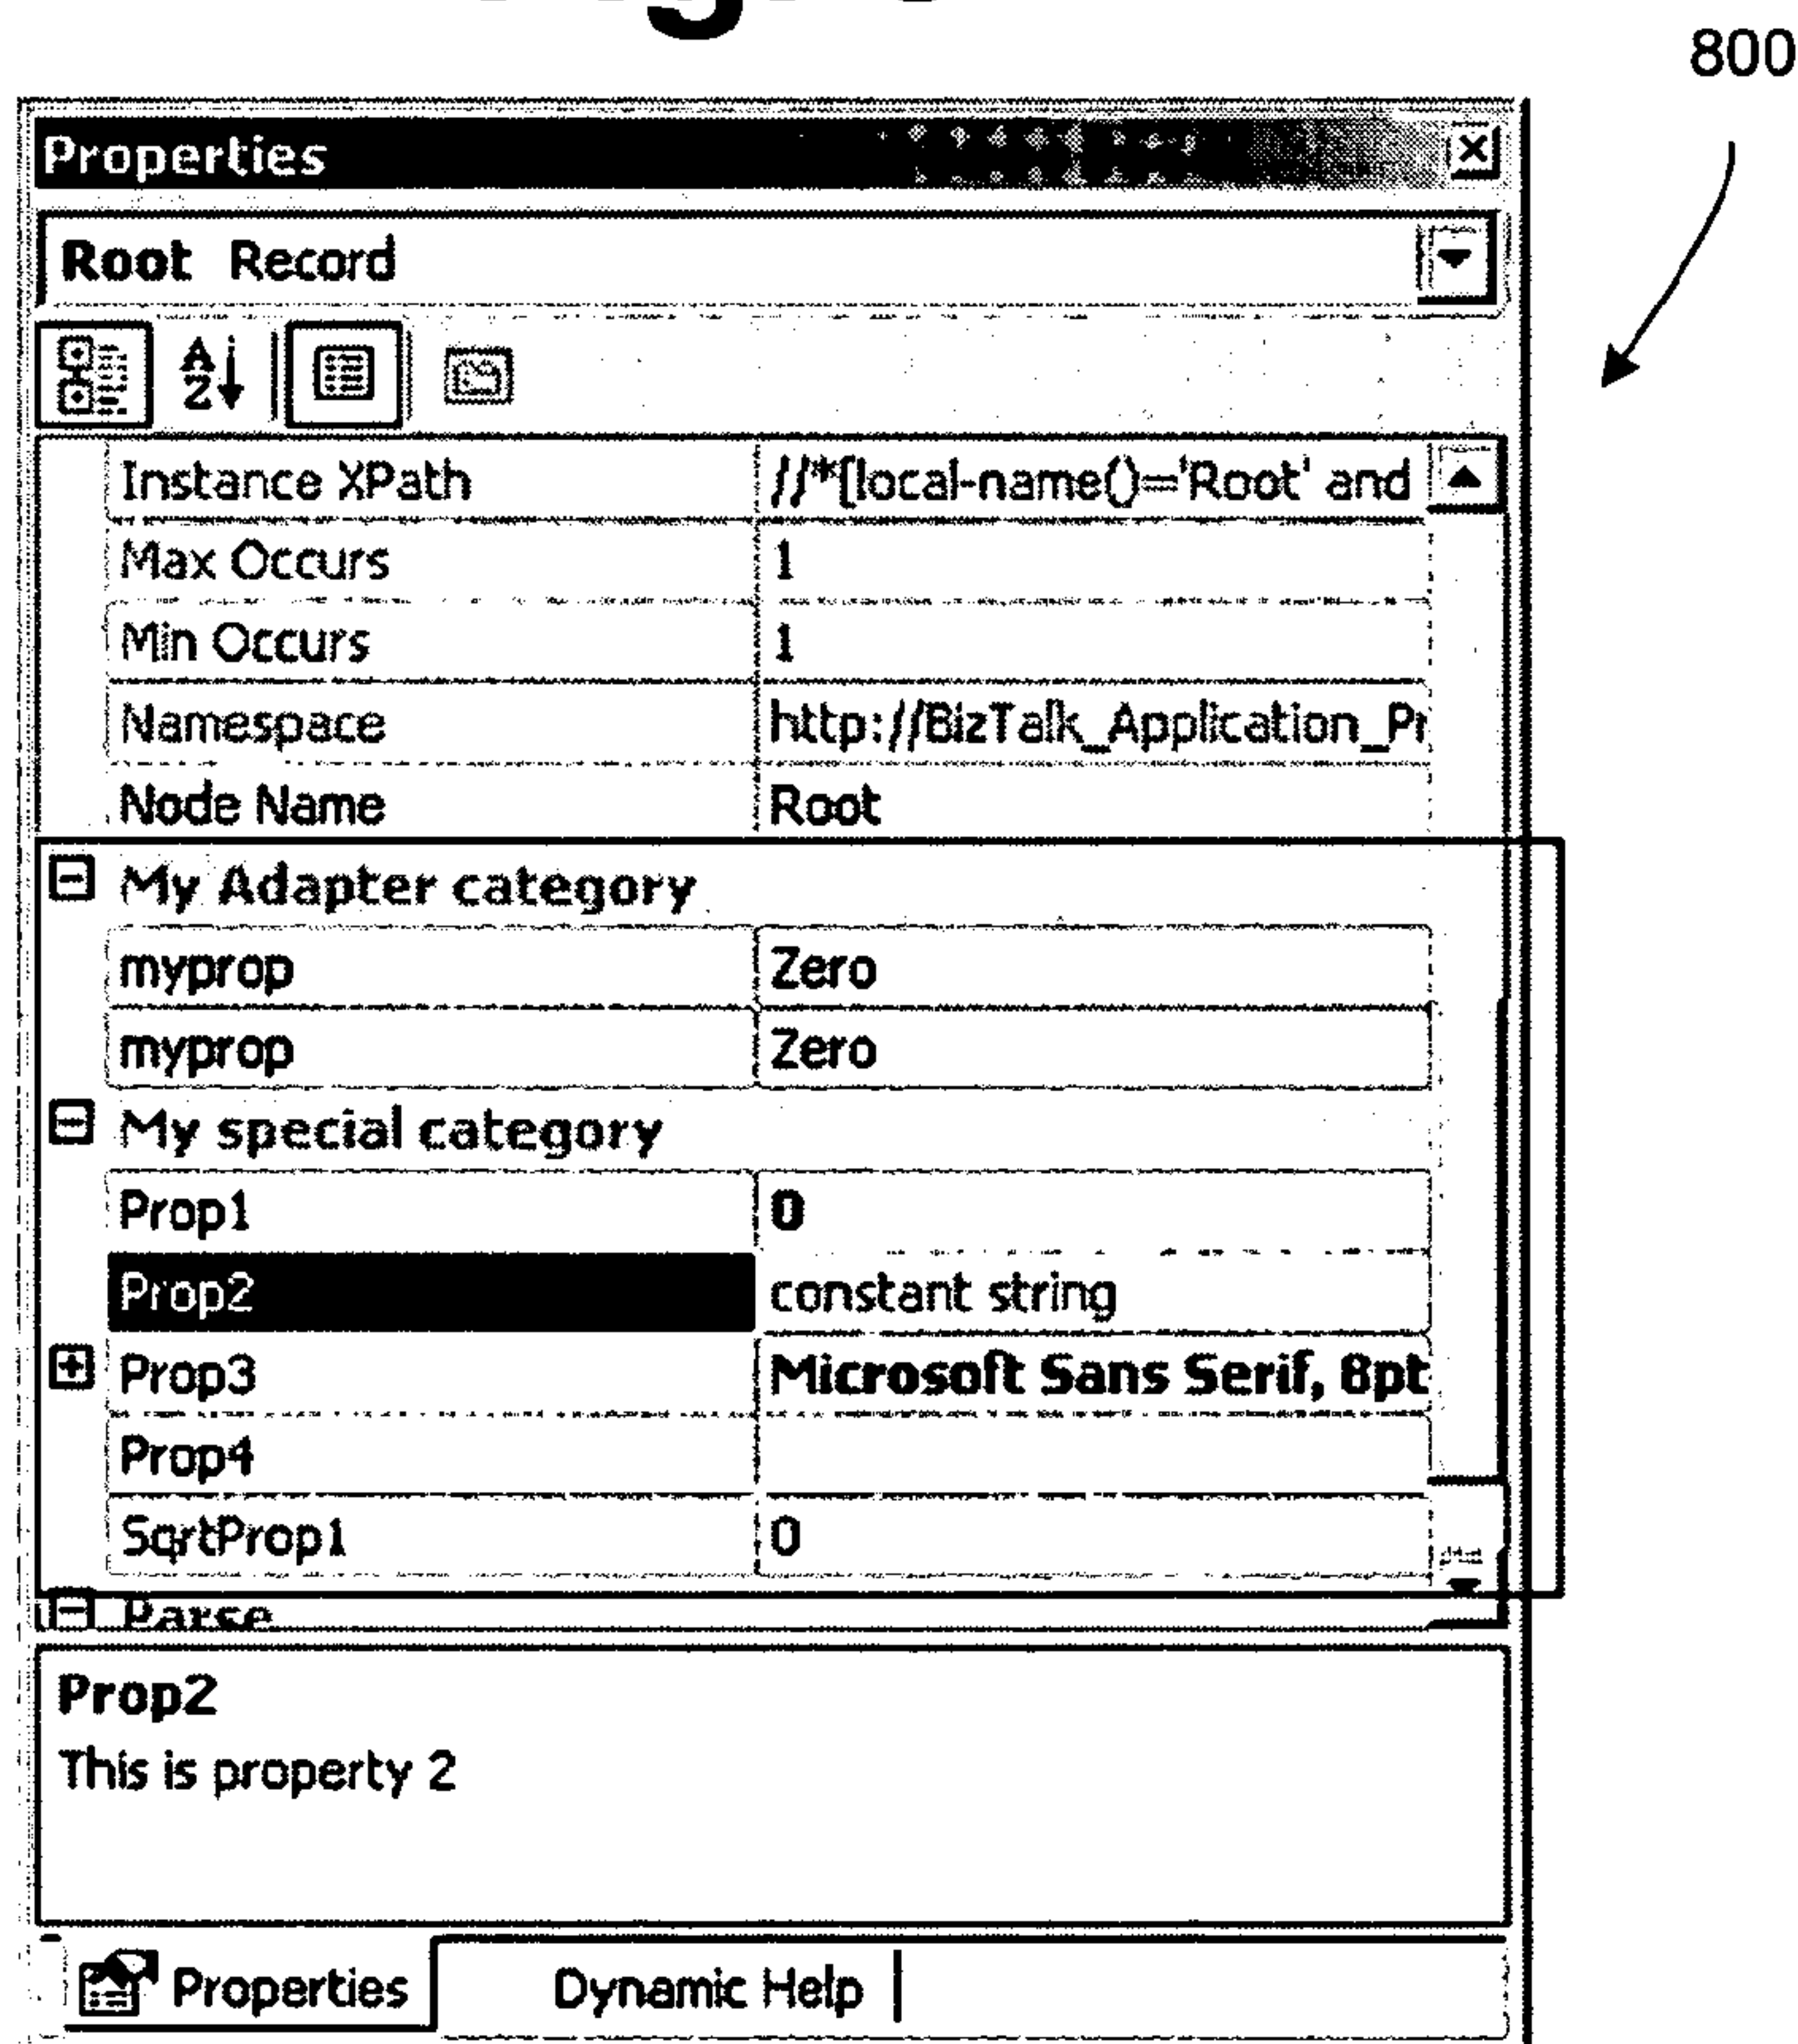 800
Properties
Root Record
Instance XPath //*[local-name()='Root' and
Max Occurs 1
Min Occurs 1
Namespace http://BizTalk_Application_Pr
Node Name Root
My Adapter category
myprop Zero
myprop Zero
My special category
Prop1 0
Prop2 constant string
Prop3 Microsoft Sans Serif, 8pt
Prop4
SqrtProp1 0
Parse
Prop2
This is property 2
Properties Dynamic Help